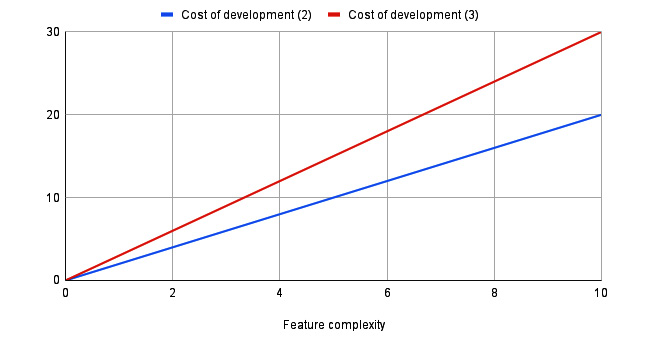 Cost of development (2) Cost of development (3)
30
20
10
0
0 2 4 6 8 10
Feature complexity